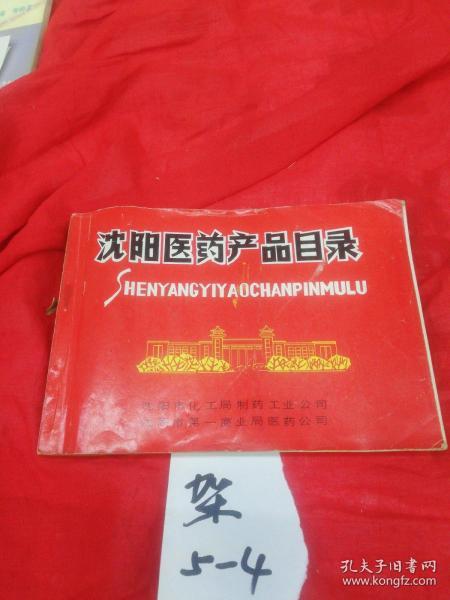 沈阳医药产品目录
SHENYANGYIYAOCHANPINMULU
沈阳市化工局制药工业公司
沈阳市第一商业局医药公司
架
5-4
孔夫子旧书网
www.kongfz.com